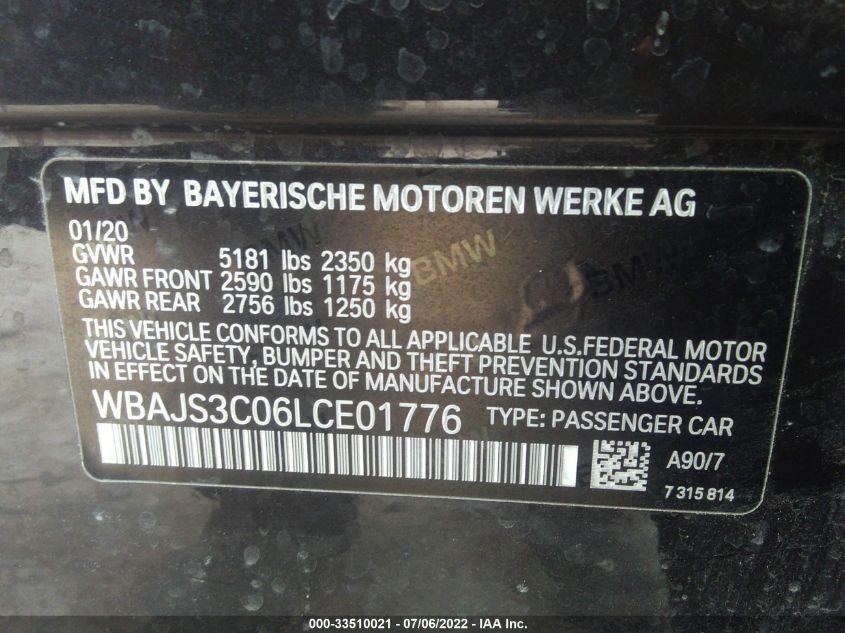 MFD BY BAYERISCHE MOTOREN WERKE AG
01/20
GVWR 5181 lbs 2350 kg
GAWR FRONT 2590 lbs 1175 kg
GAWR REAR 2756 lbs 1250 kg
BMW BMW
THIS VEHICLE CONFORMS TO ALL APPLICABLE U.S.FEDERAL MOTOR
VEHICLE SAFETY, BUMPER AND THEFT PREVENTION STANDARDS
IN EFFECT ON THE DATE OF MANUFACTURE SHOWN ABOVE.
WBAJS3C06LCE01776 TYPE: PASSENGER CAR
A90/7
7 315 814
000-33510021 - 07/06/2022 - IAA Inc.